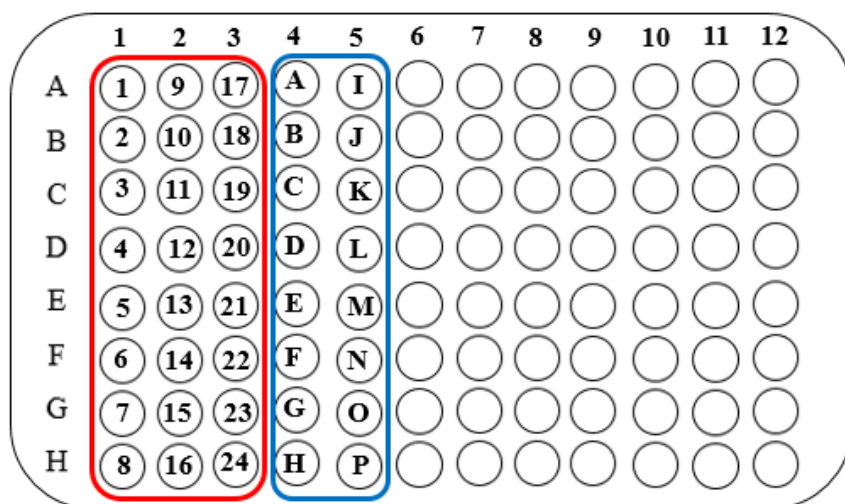 1 2 3 4 5 6 7 8 9 10 11 12
A 1 9 17 A I
B 2 10 18 B J
C 3 11 19 C K
D 4 12 20 D L
E 5 13 21 E M
F 6 14 22 F N
G 7 15 23 G O
H 8 16 24 H P